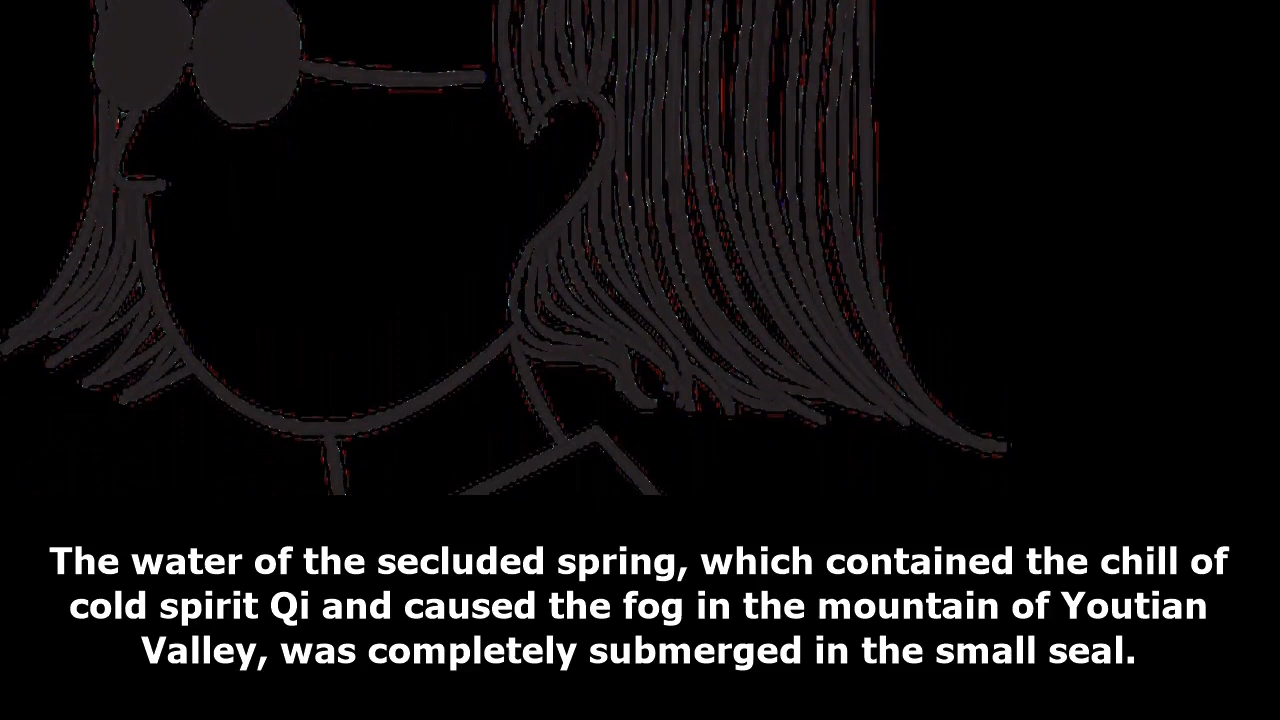 The water of the secluded spring, which contained the chill of
cold spirit Qi and caused the fog in the mountain of Youtian
Valley, was completely submerged in the small seal.